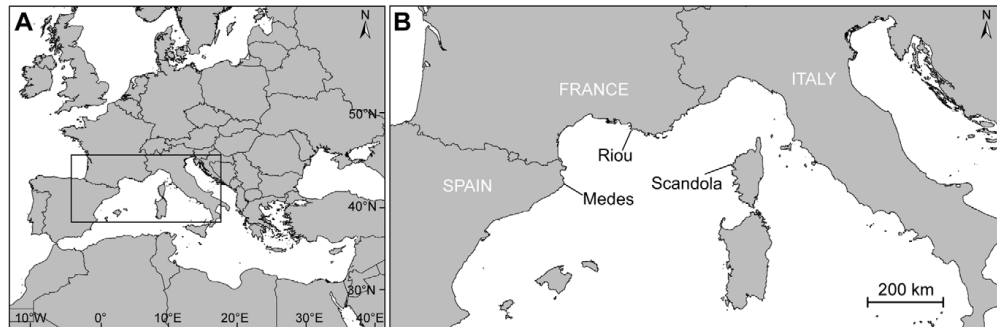 A
N
50°N
40°N
30°N
10°W
0°
10°E
20°E
30°E
40°E
B
N
FRANCE
ITALY
SPAIN
Riou
Medes
Scandola
200 km